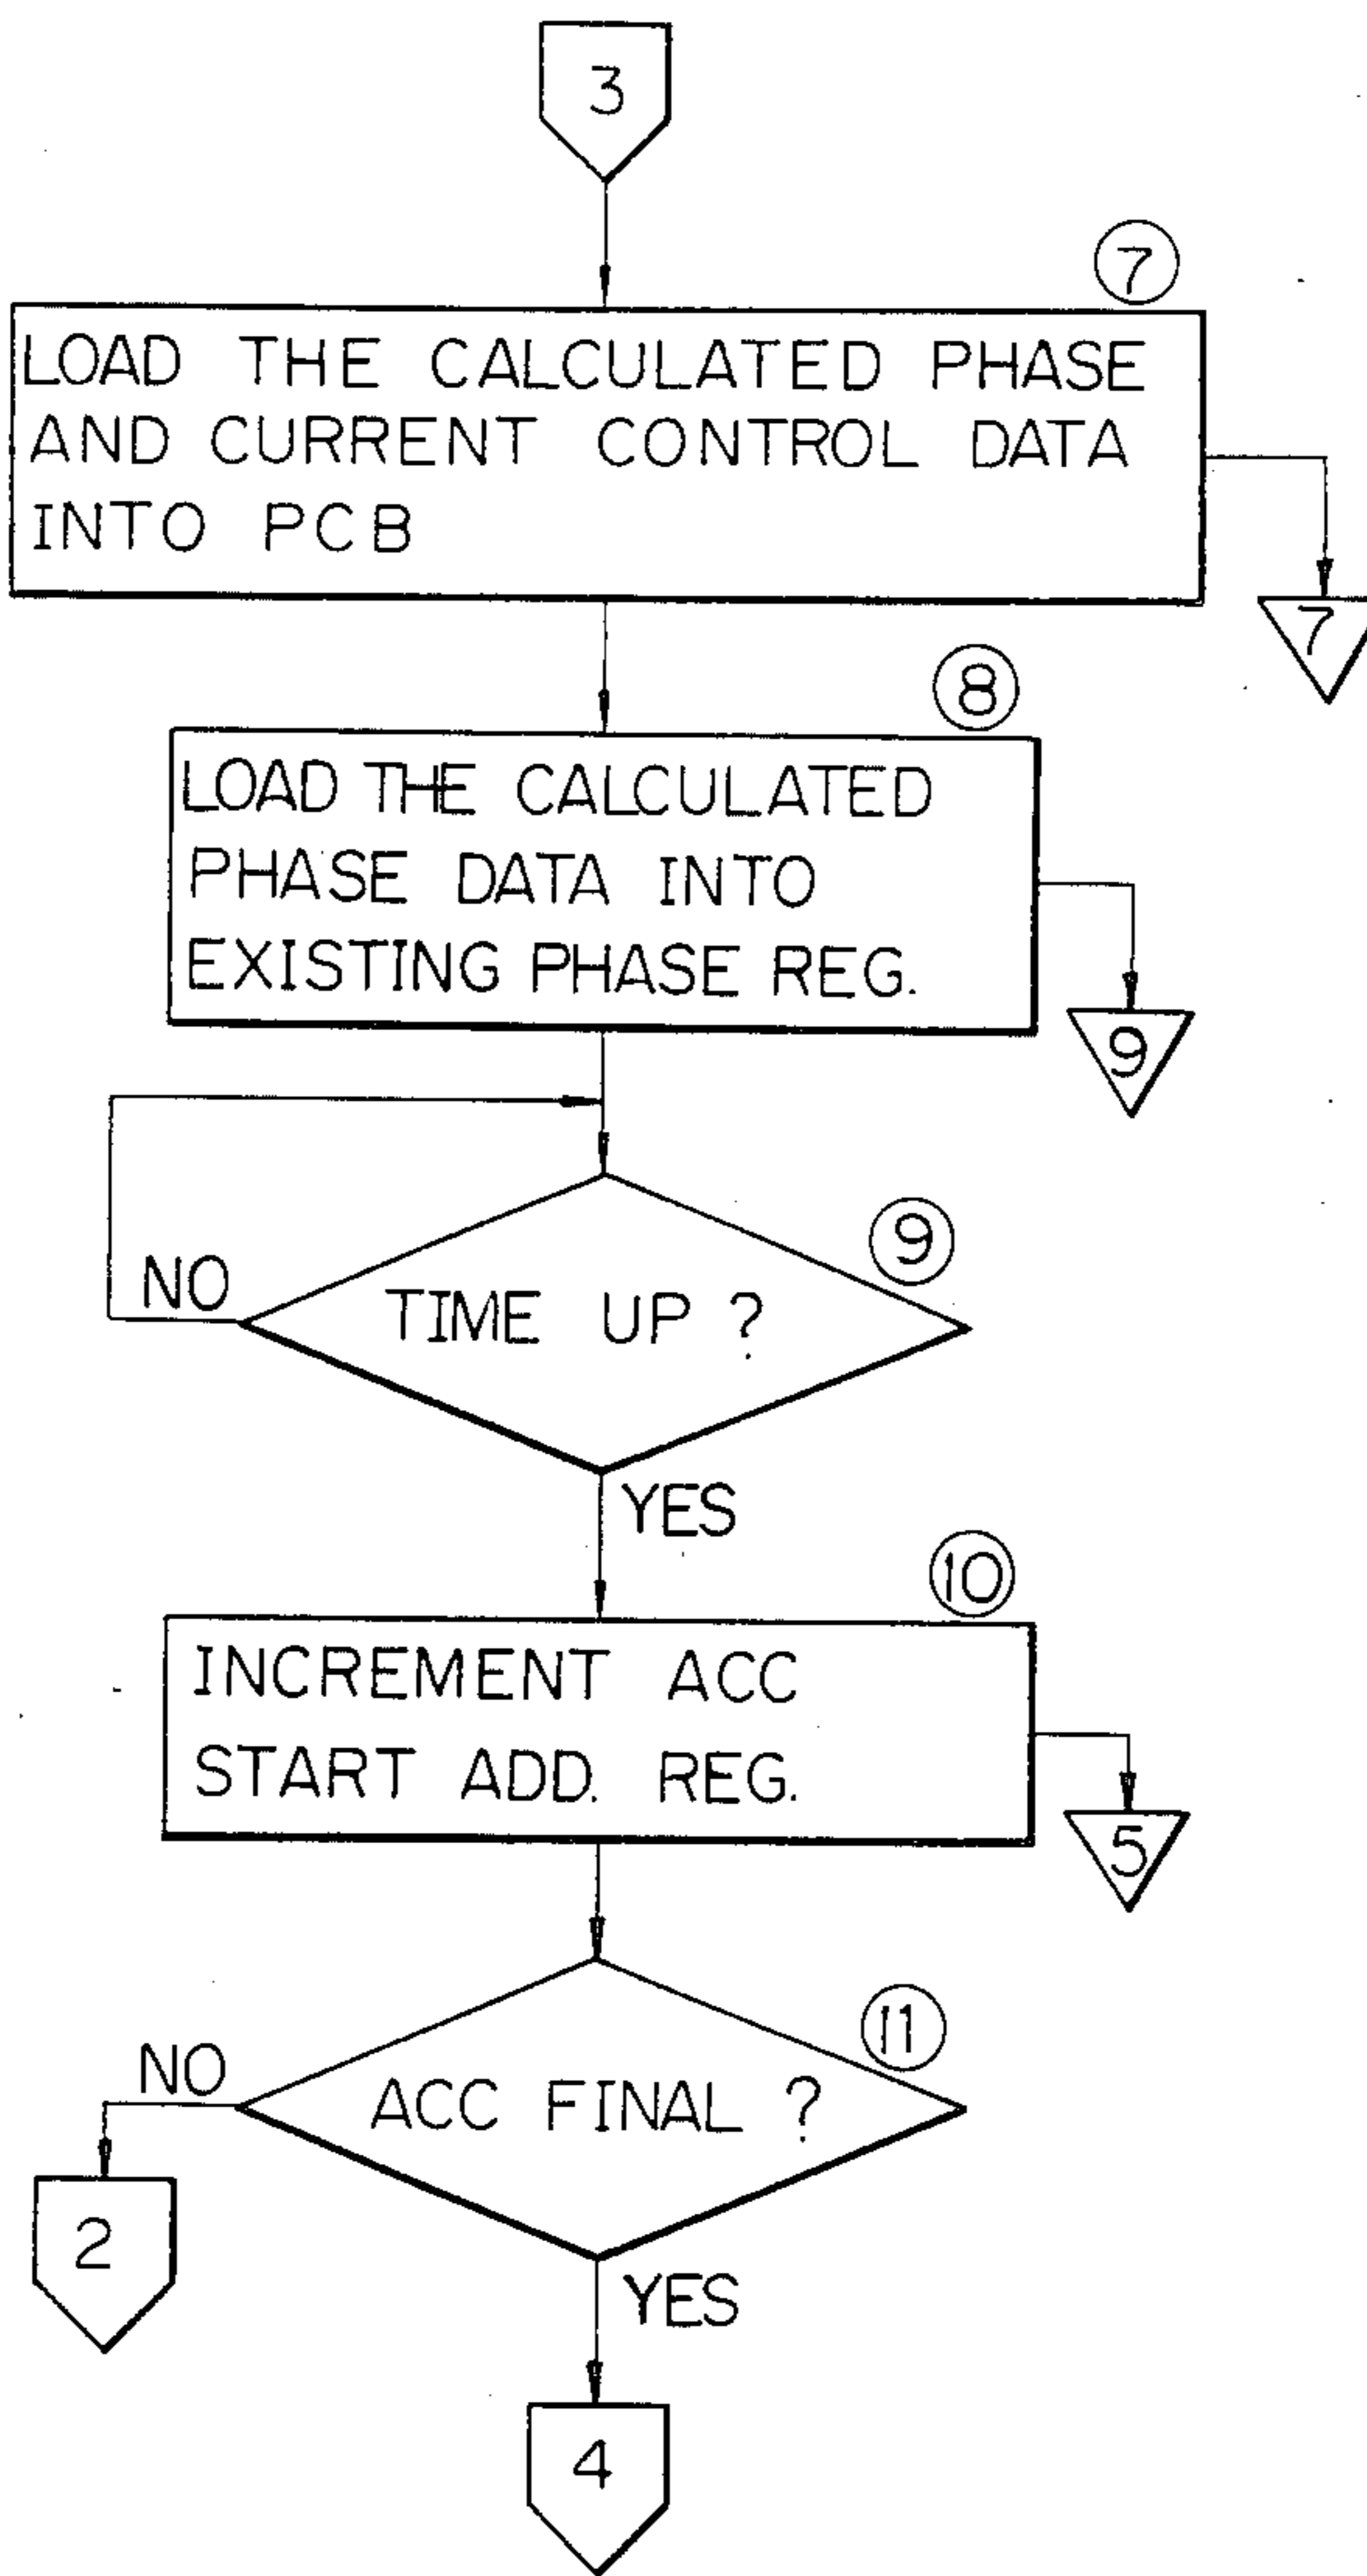 3
7
LOAD THE CALCULATED PHASE
AND CURRENT CONTROL DATA
INTO PCB
7
8
LOAD THE CALCULATED
PHASE DATA INTO
EXISTING PHASE REG.
9
9
NO
TIME UP ?
YES
10
INCREMENT ACC
START ADD. REG.
5
11
NO
ACC FINAL ?
2
YES
4